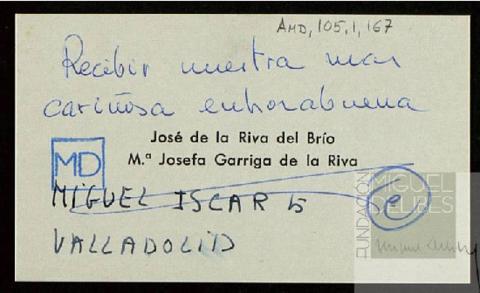 AMD, 105, 1, 167
Recibir nuestra mas
cariñosa enhorabuena
José de la Riva del Brío
M.ª Josefa Garriga de la Riva
MD
MIGUEL ISCAR 5
VALLADOLID
C
FUNDACIÓN
MIGUEL
DELIBES